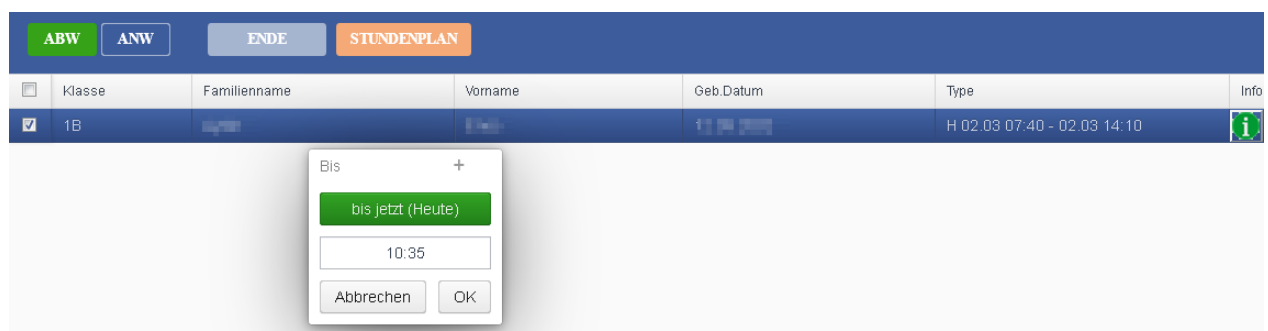 ABW ANW ENDE STUNDENPLAN
Klasse Familienname Vorname Geb.Datum Type Info
1B H 02.03 07:40 - 02.03 14:10
Bis +
bis jetzt (Heute)
10:35
Abbrechen OK